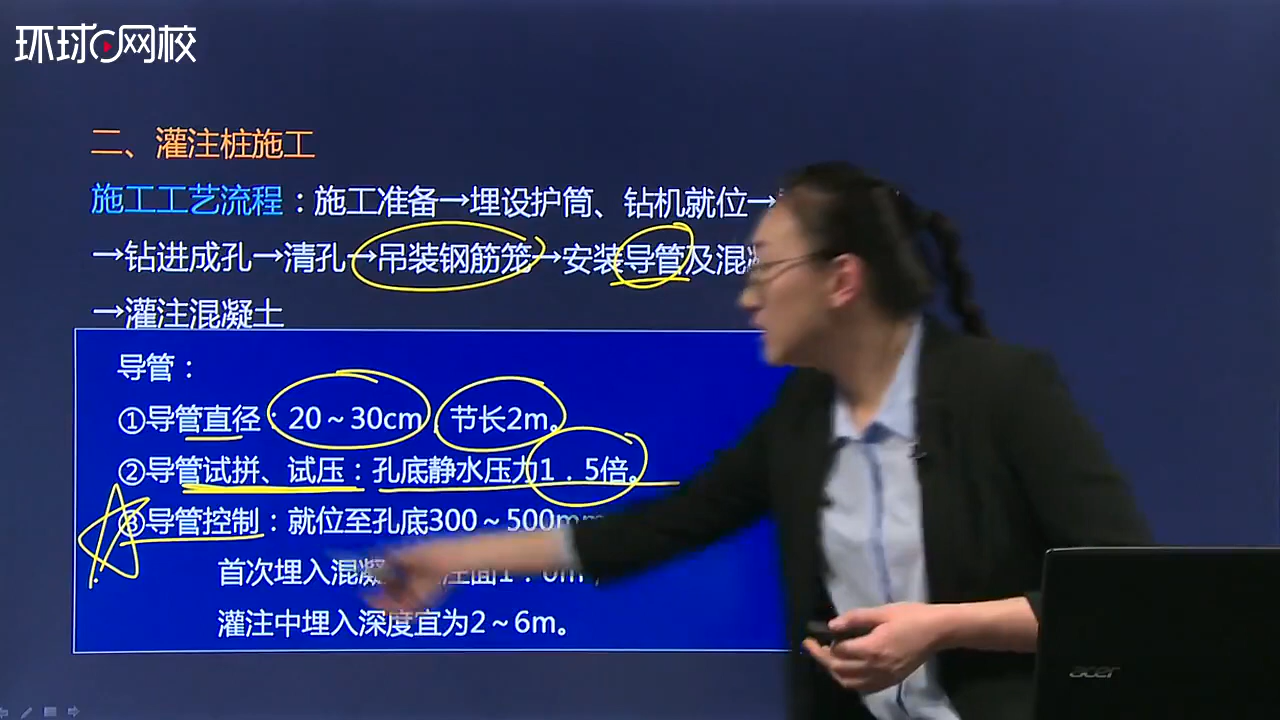 环球网校
二、灌注桩施工
施工工艺流程：施工准备→埋设护筒、钻机就位→
→钻进成孔→清孔→吊装钢筋笼→安装导管及混
→灌注混凝土
导管：
①导管直径：20～30cm，节长2m。
②导管试拼、试压：孔底静水压力1．5倍。
③导管控制：就位至孔底300～500mm
首次埋入混凝 注面1．0m
灌注中埋入深度宜为2～6m。
acer